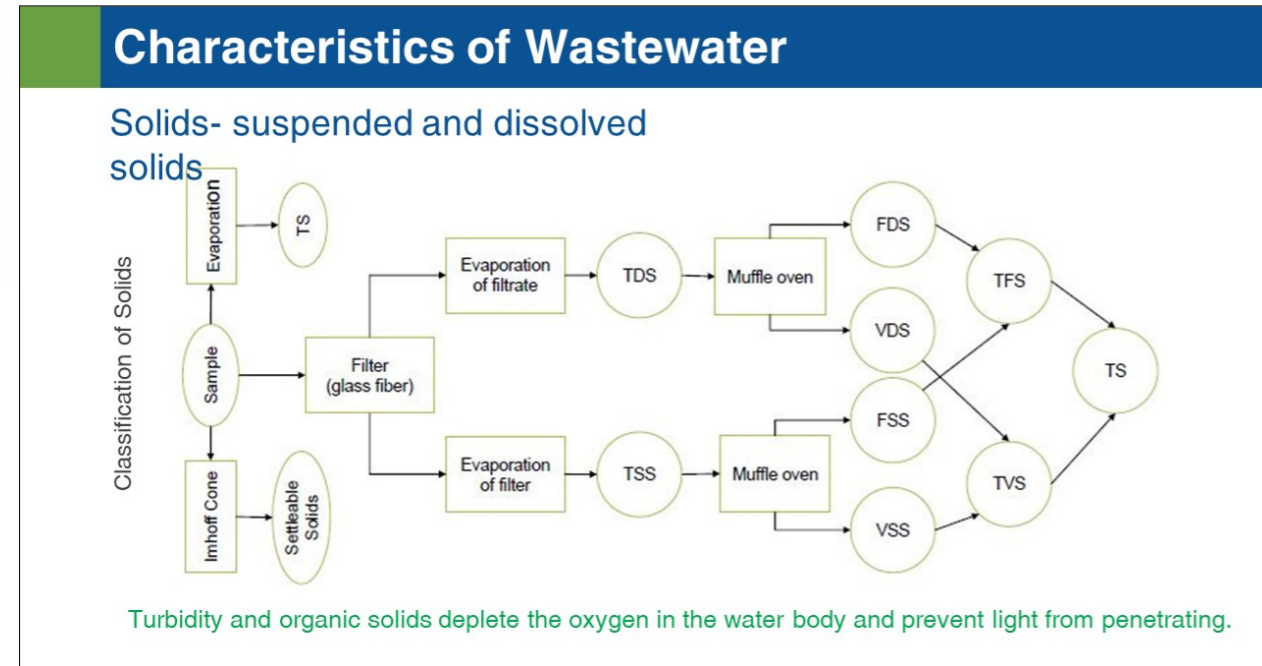 Characteristics of Wastewater
Solids- suspended and dissolved
solids
Classification of Solids
Evaporation
TS
Sample
Imhoff Cone
Settleable
Solids
Filter
(glass fiber)
Evaporation
of filtrate
TDS
Muffle oven
FDS
VDS
Evaporation
of filter
TSS
Muffle oven
FSS
VSS
TFS
TVS
TS
Turbidity and organic solids deplete the oxygen in the water body and prevent light from penetrating.